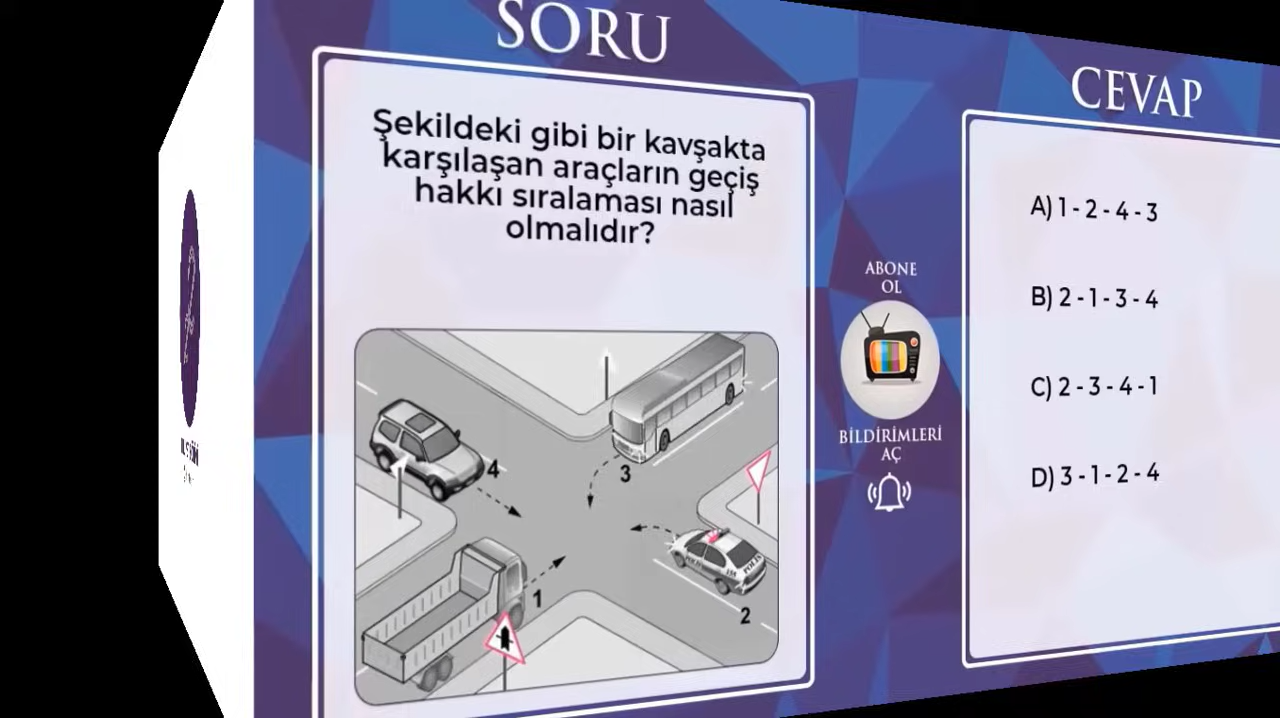 SORU
Şekildeki gibi bir kavşakta
karşılaşan araçların geçiş
hakkı sıralaması nasıl
olmalıdır?
4
3
1
2
POLİS
CEVAP
A) 1 - 2 - 4 - 3
B) 2 - 1 - 3 - 4
C) 2 - 3 - 4 - 1
D) 3 - 1 - 2 - 4
ABONE
OL
BİLDİRİMLERİ
AÇ